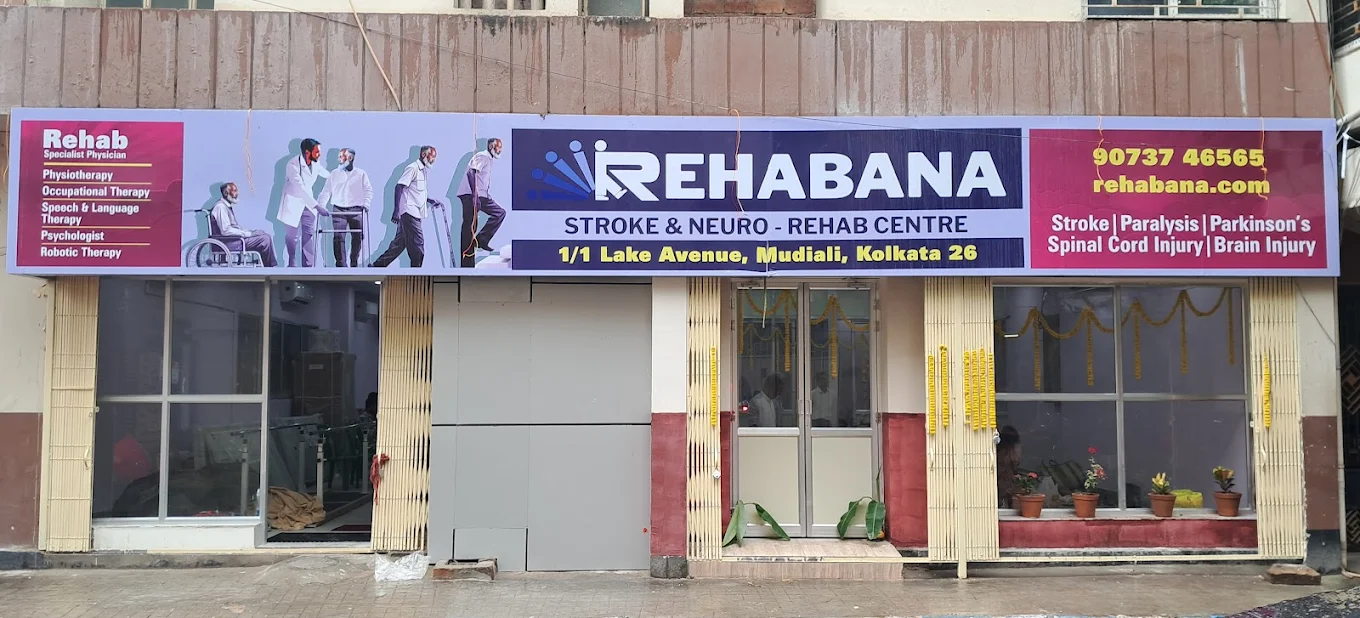 Rehab
Specialist Physician
Physiotherapy
Occupational Therapy
Speech & Language
Therapy
Psychologist
Robotic Therapy
REHABANA
STROKE & NEURO - REHAB CENTRE
1/1 Lake Avenue, Mudiali, Kolkata 26
90737 46565
rehabana.com
Stroke|Paralysis|Parkinson's
Spinal Cord Injury|Brain Injury